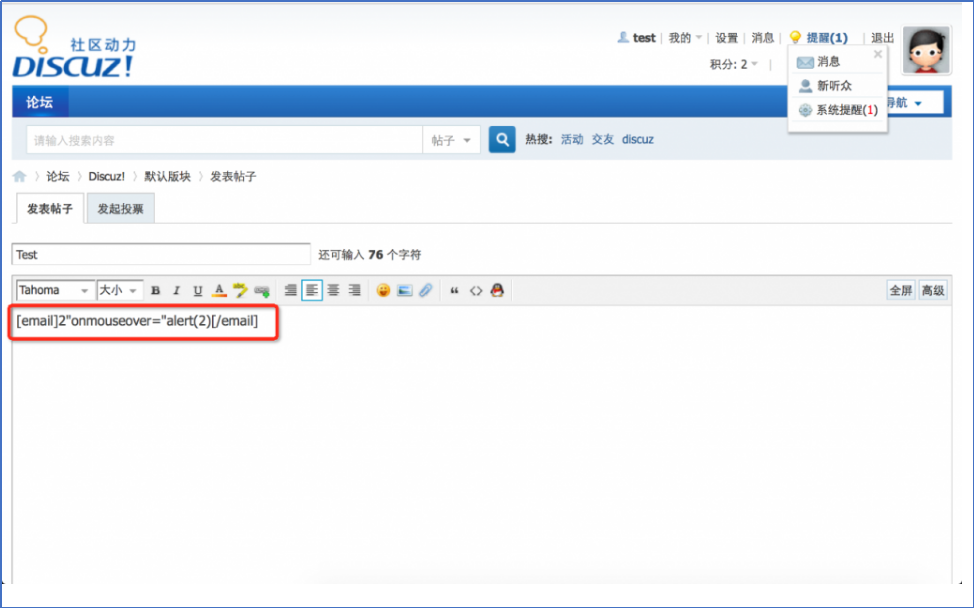 社区动力
DISCUZ!
test | 我的 | 设置 | 消息 | 提醒(1) | 退出
积分: 2 |
消息
新听众
系统提醒(1)
论坛
导航
请输入搜索内容
帖子
热搜: 活动 交友 discuz
论坛 〉 Discuz! 〉 默认版块 〉 发表帖子
发表帖子 发起投票
Test 还可输入 76 个字符
Tahoma 大小 B I U A 全屏 高级
[email]2"onmouseover="alert(2)[/email]